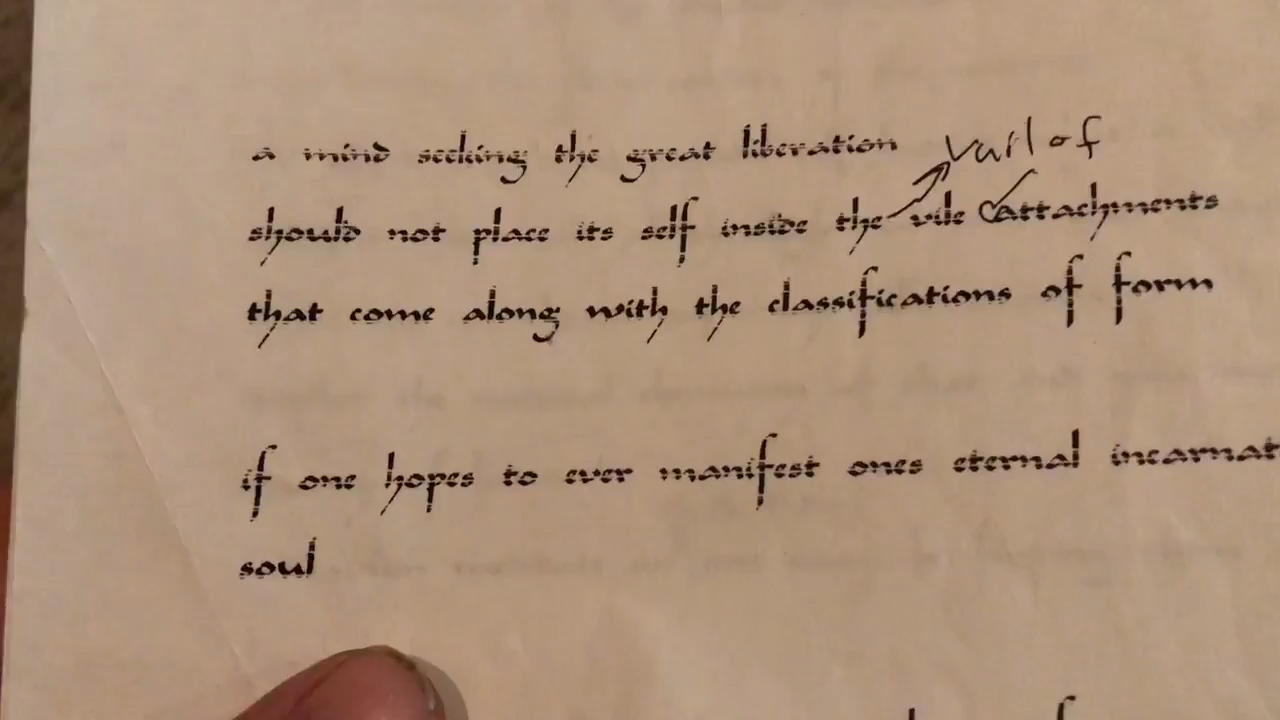 a mind seeking the great liberation vail of
should not place its self inside the vile attachments
that come along with the classifications of form
if one hopes to ever manifest ones eternal incarnat
soul